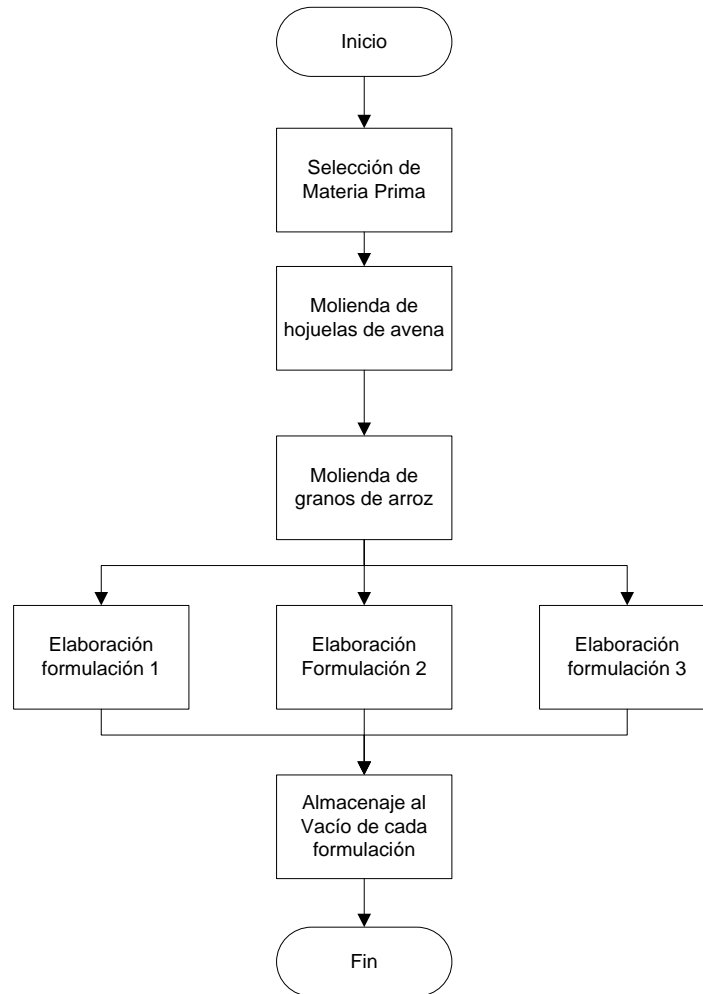 Inicio
Selección de
Materia Prima
Molienda de
hojuelas de avena
Molienda de
granos de arroz
Elaboración
formulación 1
Elaboración
Formulación 2
Elaboración
formulación 3
Almacenaje al
Vacío de cada
formulación
Fin